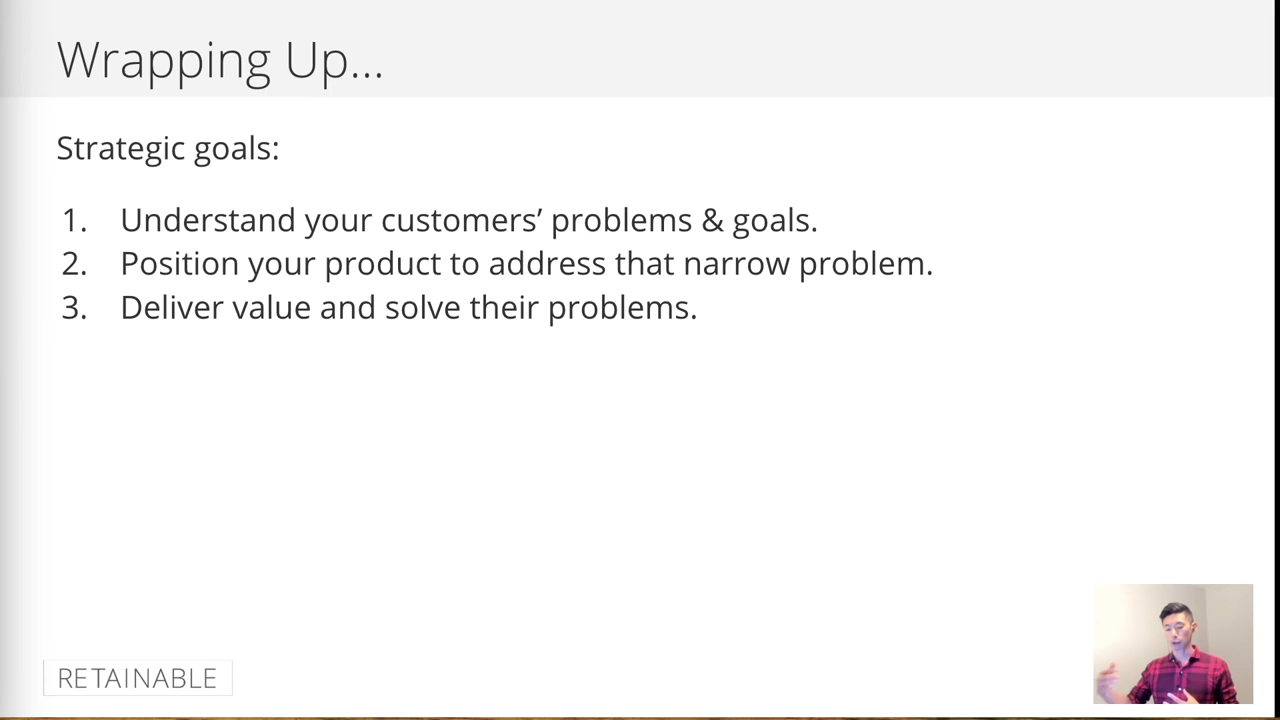 Wrapping Up...
Strategic goals:
1. Understand your customers’ problems & goals.
2. Position your product to address that narrow problem.
3. Deliver value and solve their problems.
RETAINABLE